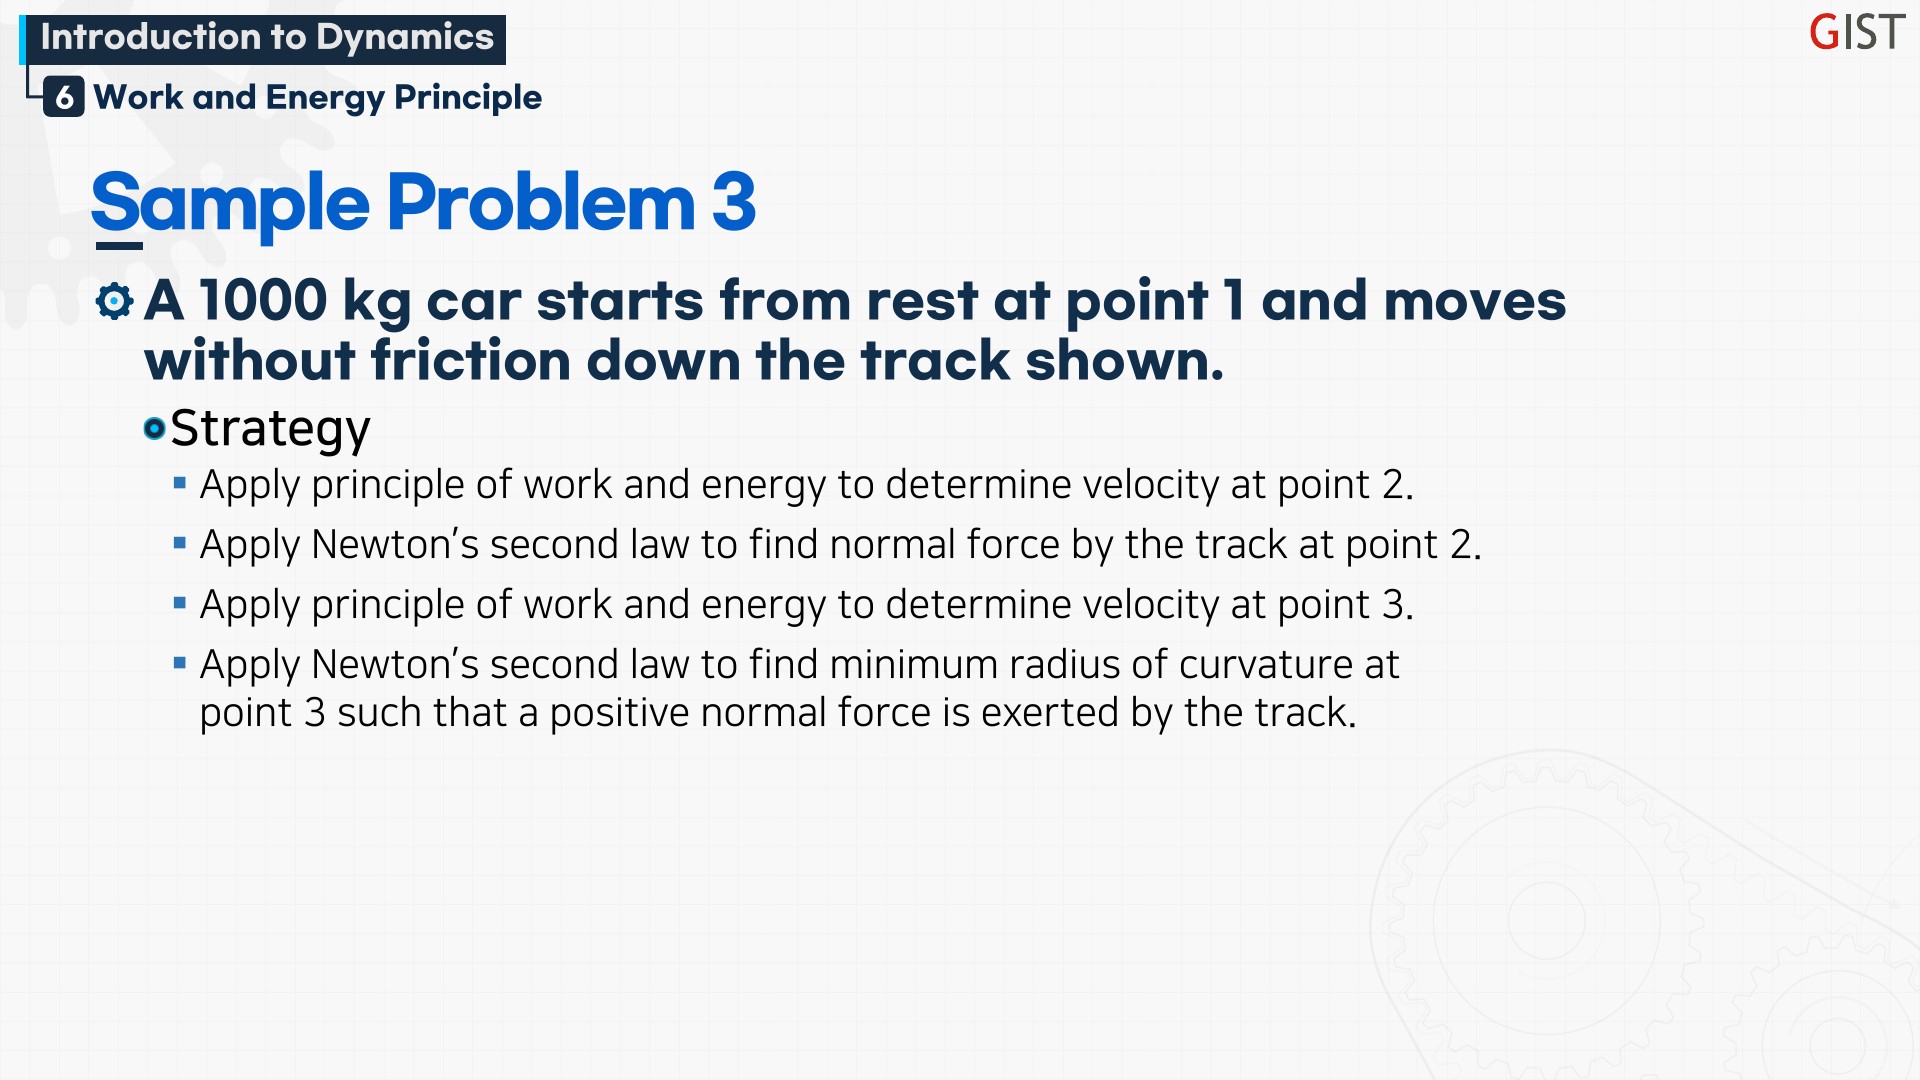 Introduction to Dynamics
GIST
6 Work and Energy Principle
Sample Problem 3
A 1000 kg car starts from rest at point 1 and moves
without friction down the track shown.
Strategy
Apply principle of work and energy to determine velocity at point 2.
Apply Newton’s second law to find normal force by the track at point 2.
Apply principle of work and energy to determine velocity at point 3.
Apply Newton’s second law to find minimum radius of curvature at
point 3 such that a positive normal force is exerted by the track.